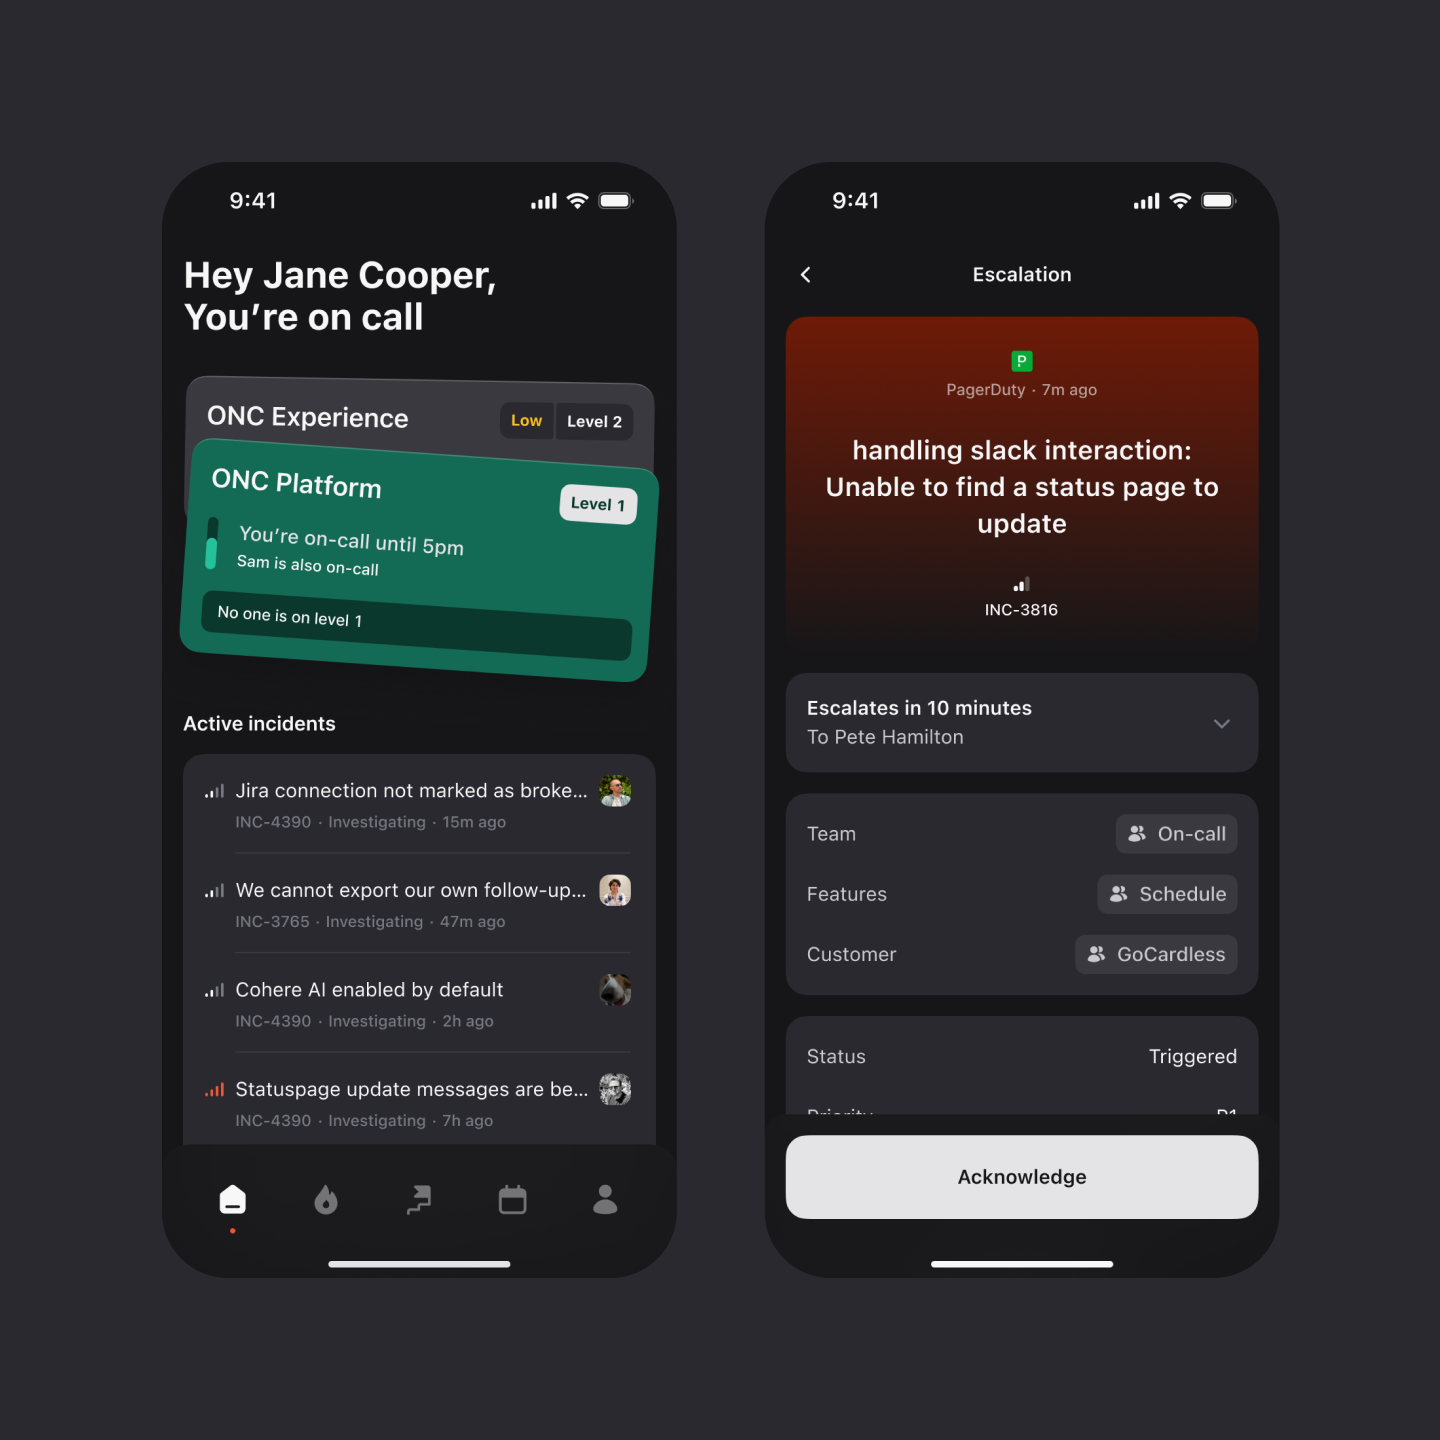 9:41
Hey Jane Cooper,
You're on call
ONC Experience
Low
Level 2
ONC Platform
Level 1
You're on-call until 5pm
Sam is also on-call
No one is on level 1
Active incidents
Jira connection not marked as broke...
INC-4390 · Investigating · 15m ago
We cannot export our own follow-up...
INC-3765 · Investigating · 47m ago
Cohere AI enabled by default
INC-4390 · Investigating · 2h ago
Statuspage update messages are be...
INC-4390 · Investigating · 7h ago
9:41
Escalation
P
PagerDuty · 7m ago
handling slack interaction:
Unable to find a status page to
update
INC-3816
Escalates in 10 minutes
To Pete Hamilton
Team
On-call
Features
Schedule
Customer
GoCardless
Status
Triggered
Priority
P1
Acknowledge